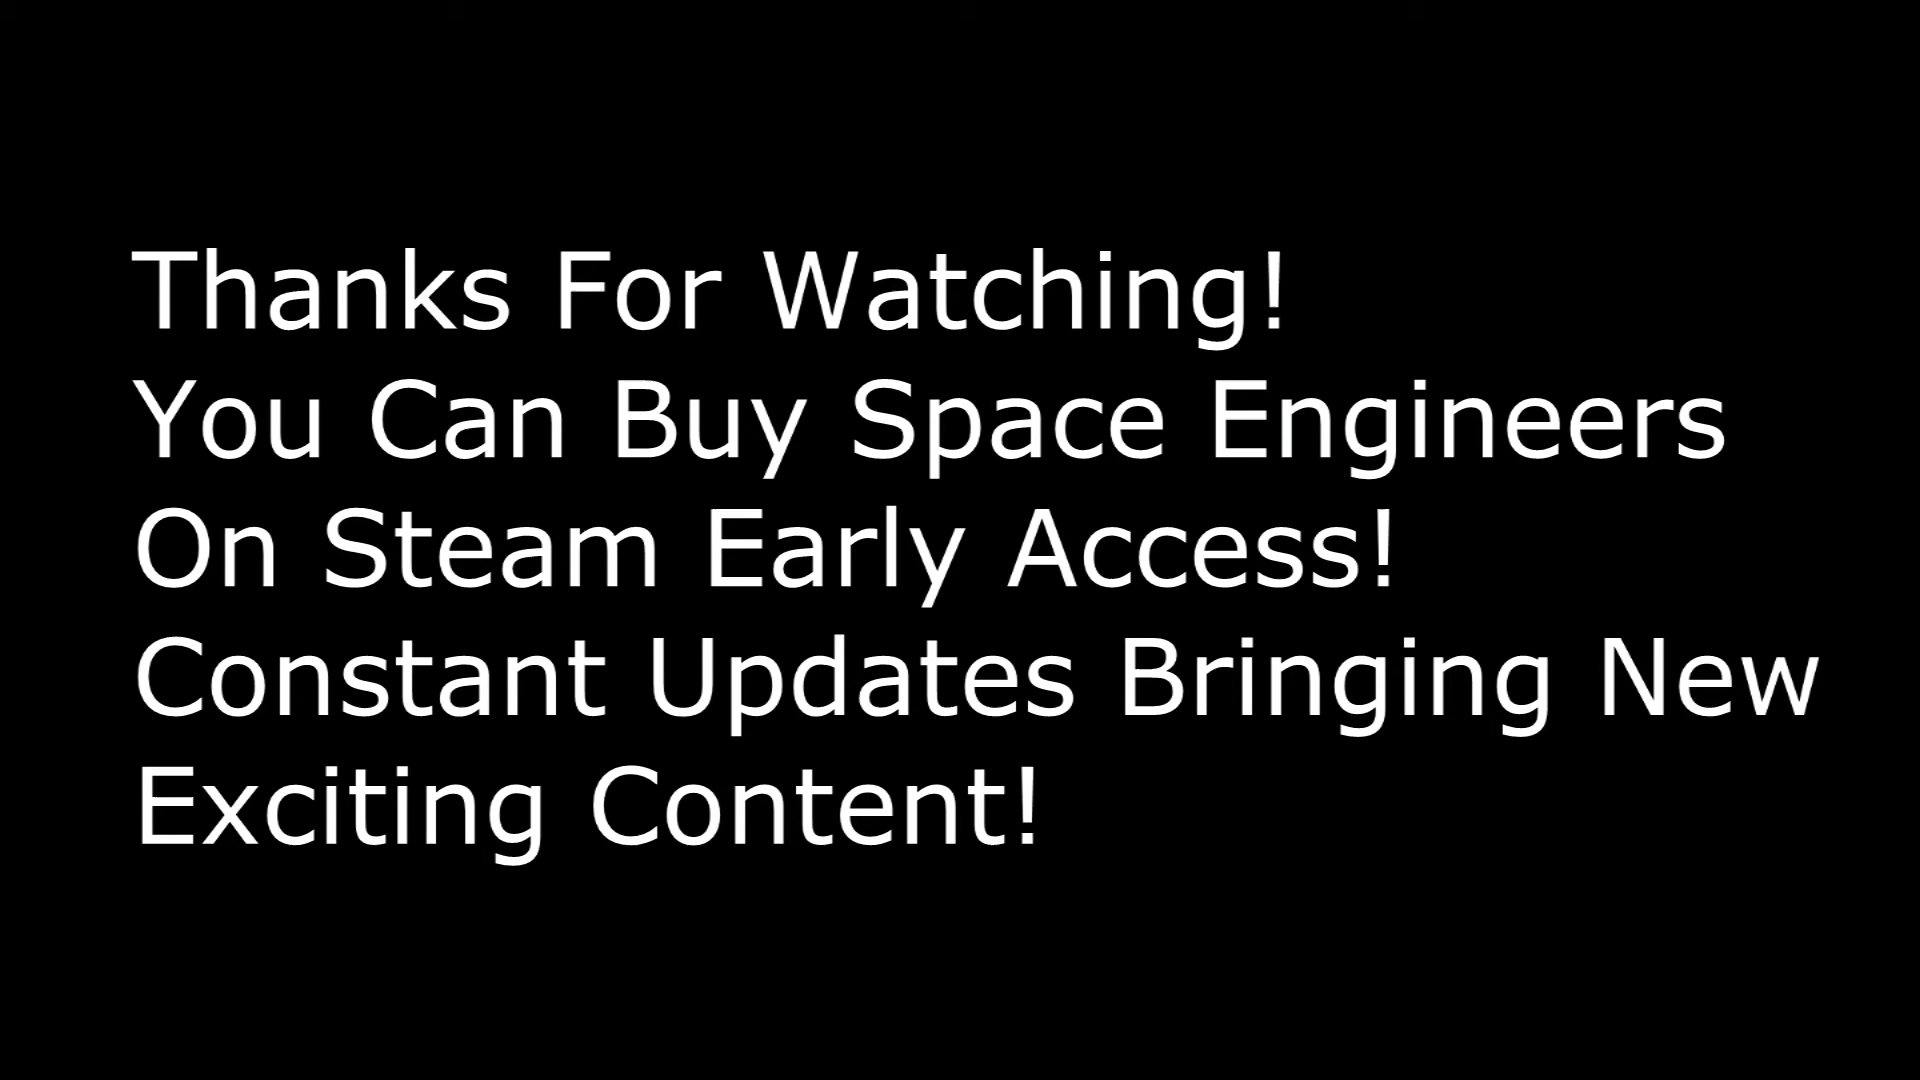 Thanks For Watching!
You Can Buy Space Engineers
On Steam Early Access!
Constant Updates Bringing New
Exciting Content!